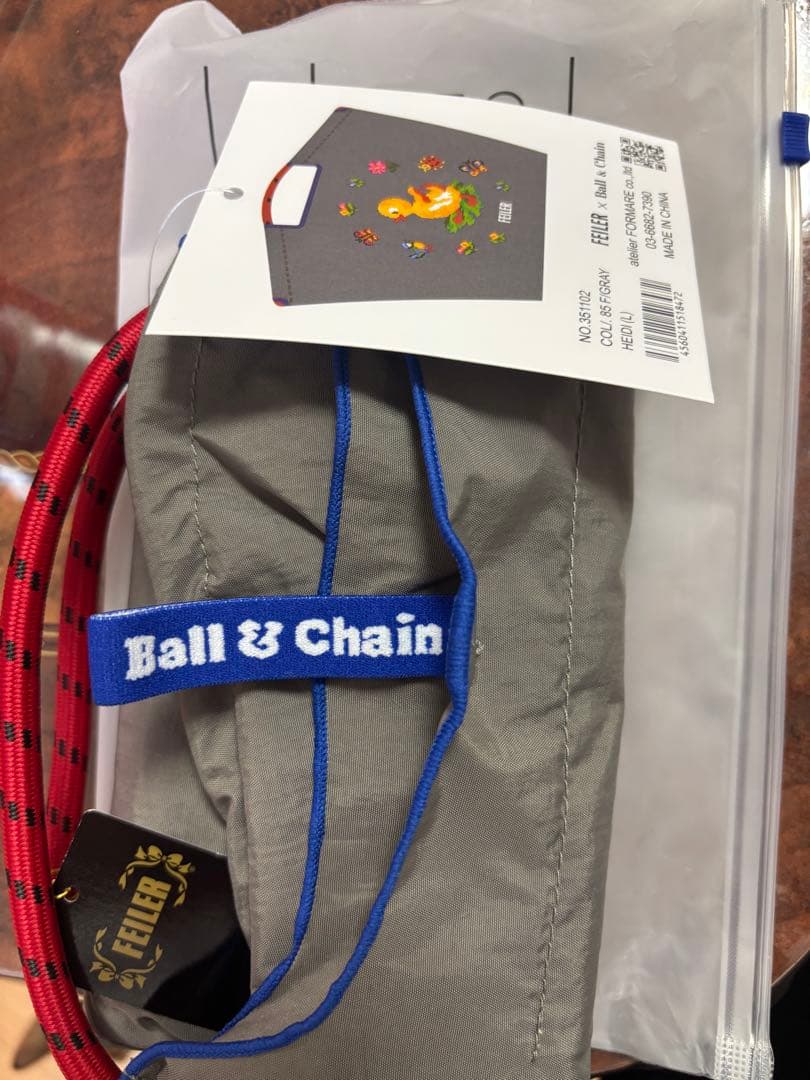 FEILER × Ball & Chain
atelier FORMARE co.,ltd
03-6682-7390
MADE IN CHINA
NO.351102
COL/. 85 F/GRAY
HEIDI(L)
4560411518472
FEILER
Ball & Chain
FEILER